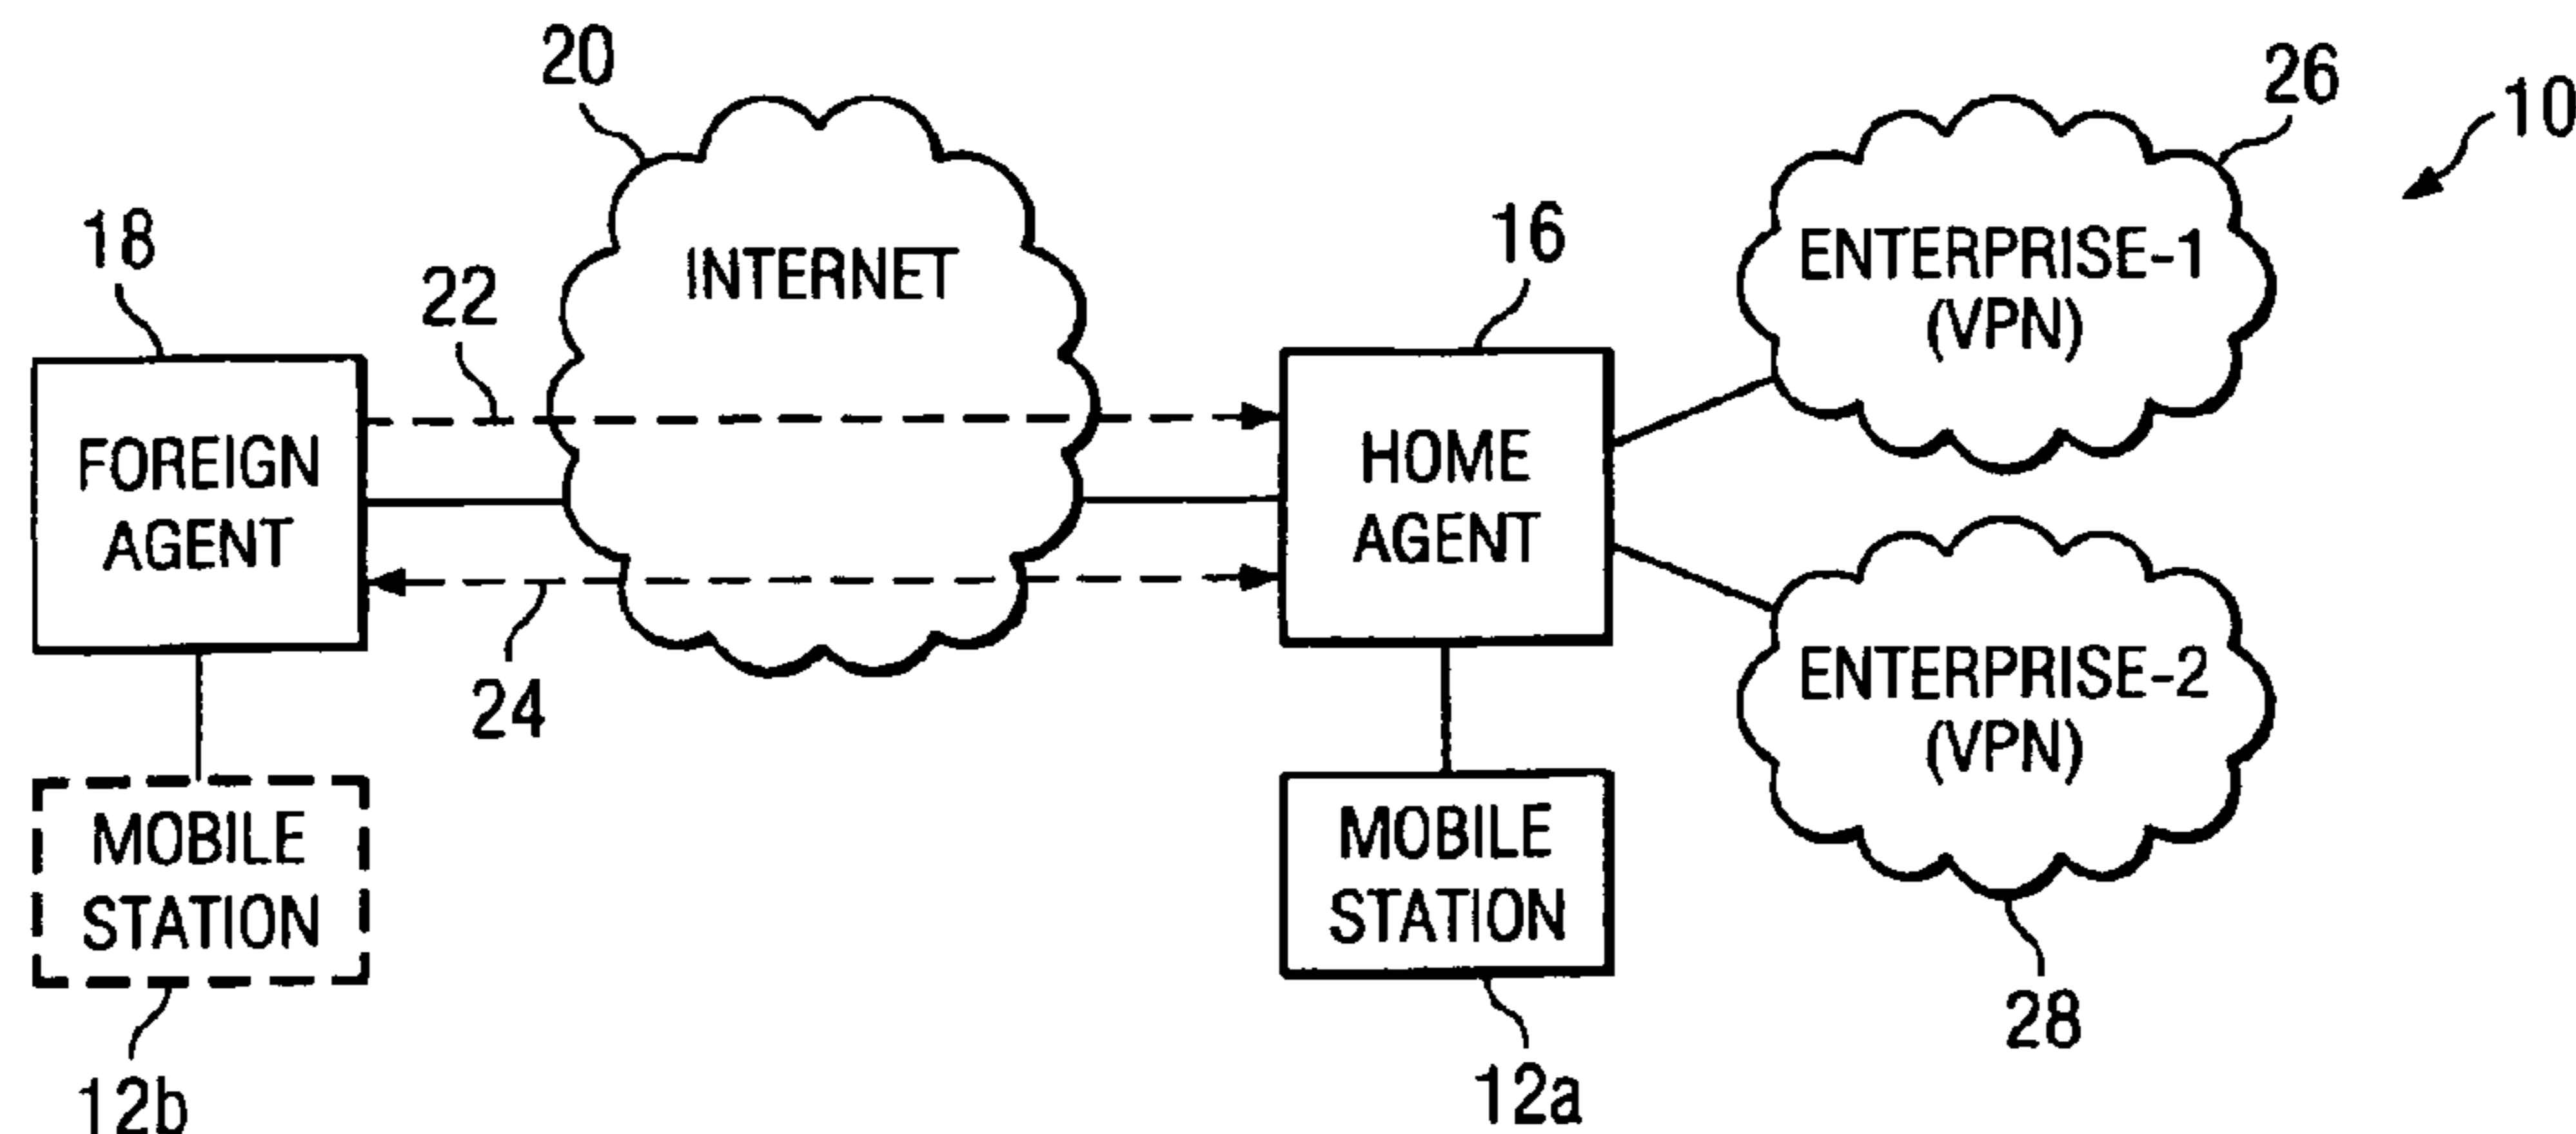 20
26
10
18
22
INTERNET
16
ENTERPRISE-1
(VPN)
FOREIGN
AGENT
HOME
AGENT
24
ENTERPRISE-2
(VPN)
MOBILE
STATION
MOBILE
STATION
28
12b
12a